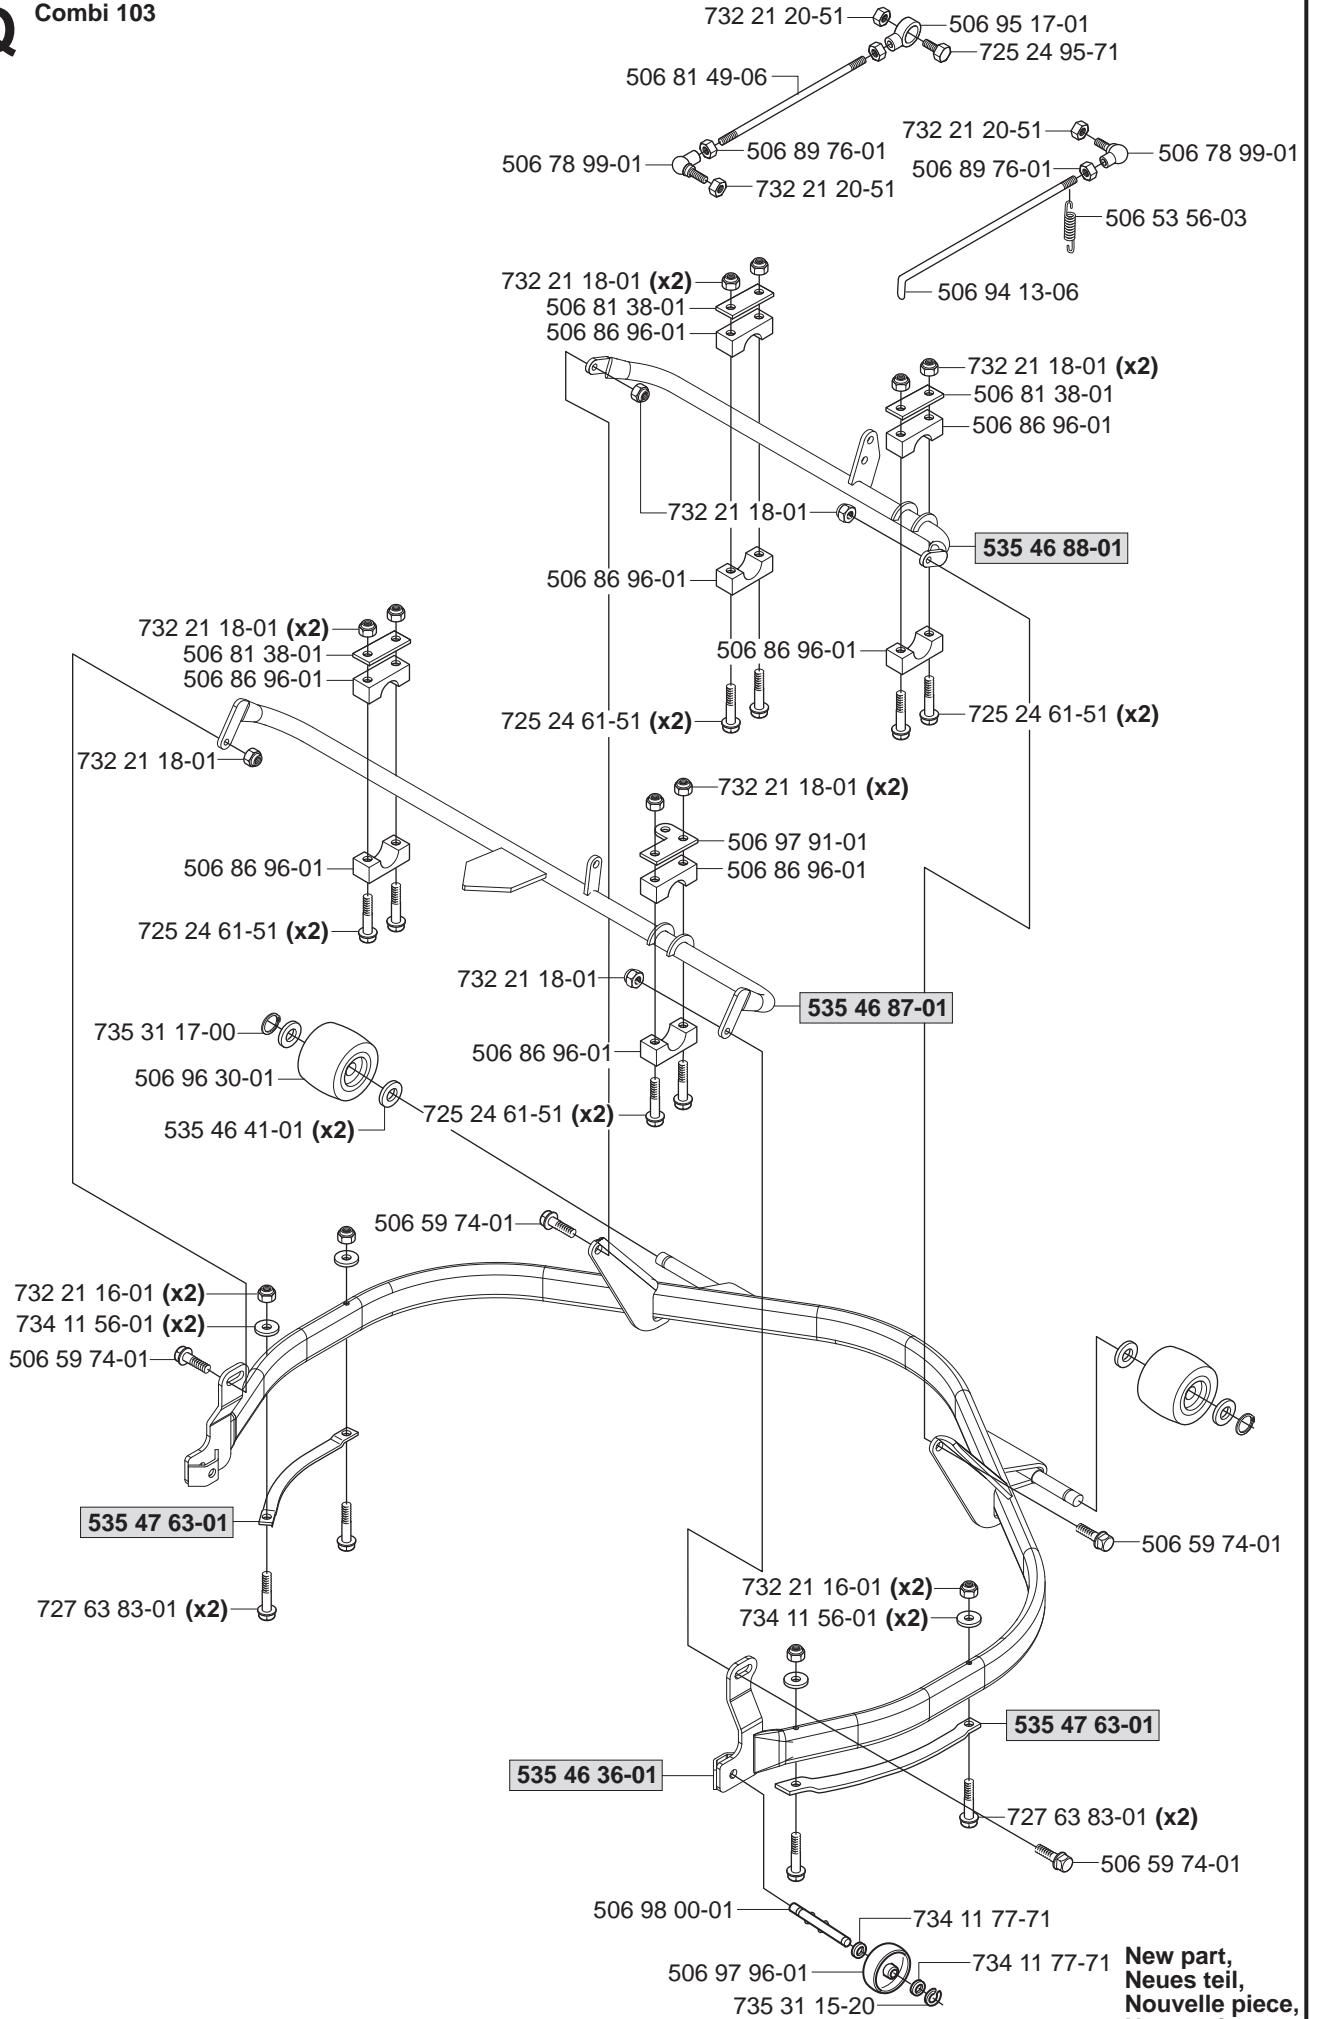 Q
Combi 103
732 21 20-51
506 95 17-01
725 24 95-71
506 81 49-06
732 21 20-51
506 89 76-01
506 78 99-01
506 78 99-01
506 89 76-01
732 21 20-51
506 53 56-03
732 21 18-01 (x2)
506 94 13-06
506 81 38-01
506 86 96-01
732 21 18-01 (x2)
506 81 38-01
506 86 96-01
732 21 18-01
535 46 88-01
506 86 96-01
732 21 18-01 (x2)
506 81 38-01
506 86 96-01
506 86 96-01
725 24 61-51 (x2)
725 24 61-51 (x2)
732 21 18-01
732 21 18-01 (x2)
506 97 91-01
506 86 96-01
506 86 96-01
725 24 61-51 (x2)
732 21 18-01
535 46 87-01
735 31 17-00
506 86 96-01
506 96 30-01
725 24 61-51 (x2)
535 46 41-01 (x2)
506 59 74-01
732 21 16-01 (x2)
734 11 56-01 (x2)
506 59 74-01
535 47 63-01
506 59 74-01
732 21 16-01 (x2)
727 63 83-01 (x2)
734 11 56-01 (x2)
535 47 63-01
535 46 36-01
727 63 83-01 (x2)
506 59 74-01
506 98 00-01
734 11 77-71
734 11 77-71
506 97 96-01
735 31 15-20
New part,
Neues teil,
Nouvelle piece,